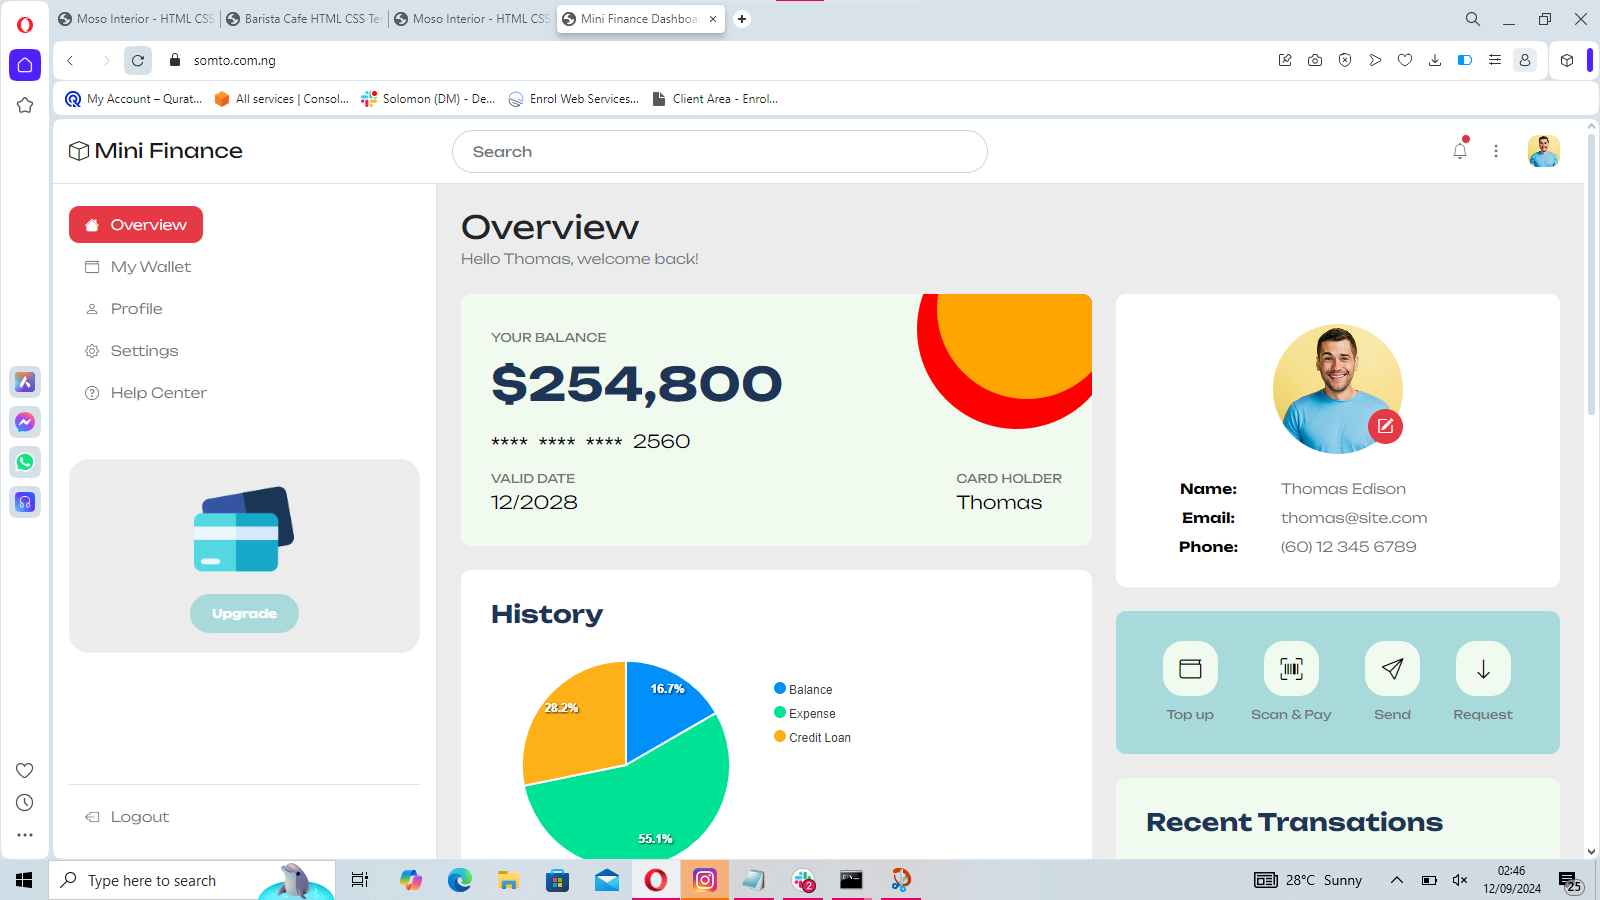 Moso Interior - HTML CSS
Barista Cafe HTML CSS Te
Moso Interior - HTML CSS
Mini Finance Dashboa
somto.com.ng
My Account – Qurat...
All services | Consol...
Solomon (DM) - De...
Enrol Web Services...
Client Area - Enrol...
Mini Finance
Search
Overview
My Wallet
Profile
Settings
Help Center
Upgrade
Logout
Overview
Hello Thomas, welcome back!
YOUR BALANCE
$254,800
**** **** **** 2560
VALID DATE
12/2028
CARD HOLDER
Thomas
History
16.7%
28.2%
55.1%
Balance
Expense
Credit Loan
Name: Thomas Edison
Email: thomas@site.com
Phone: (60) 12 345 6789
Top up
Scan & Pay
Send
Request
Recent Transations
Type here to search
2
28°C Sunny
02:46
12/09/2024
25